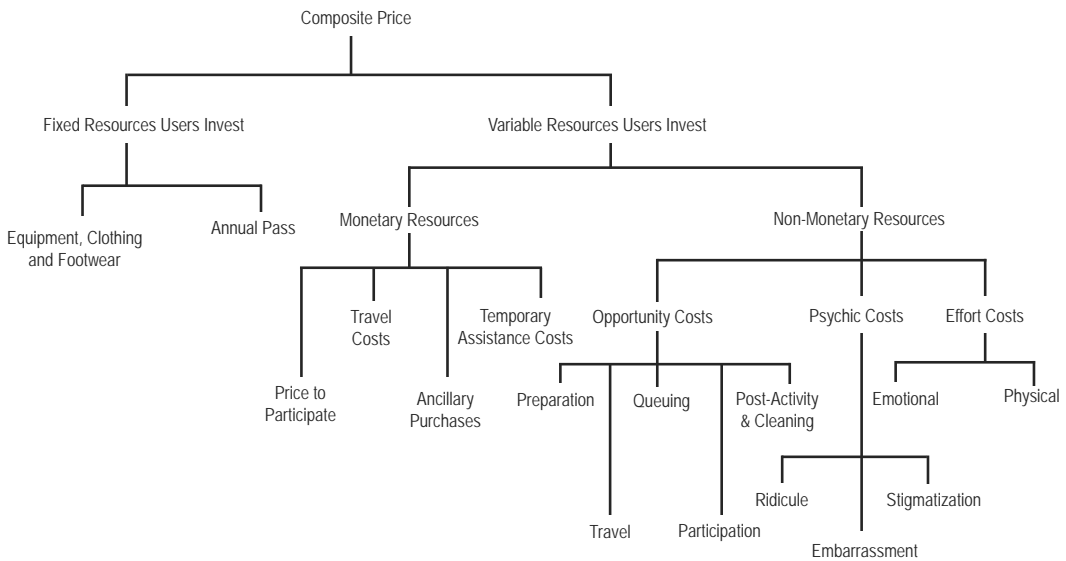 Composite Price
Fixed Resources Users Invest
Variable Resources Users Invest
Equipment, Clothing
and Footwear
Annual Pass
Monetary Resources
Non-Monetary Resources
Price to
Participate
Travel
Costs
Ancillary
Purchases
Temporary
Assistance Costs
Opportunity Costs
Psychic Costs
Effort Costs
Preparation
Travel
Queuing
Participation
Post-Activity
& Cleaning
Ridicule
Embarrassment
Stigmatization
Emotional
Physical